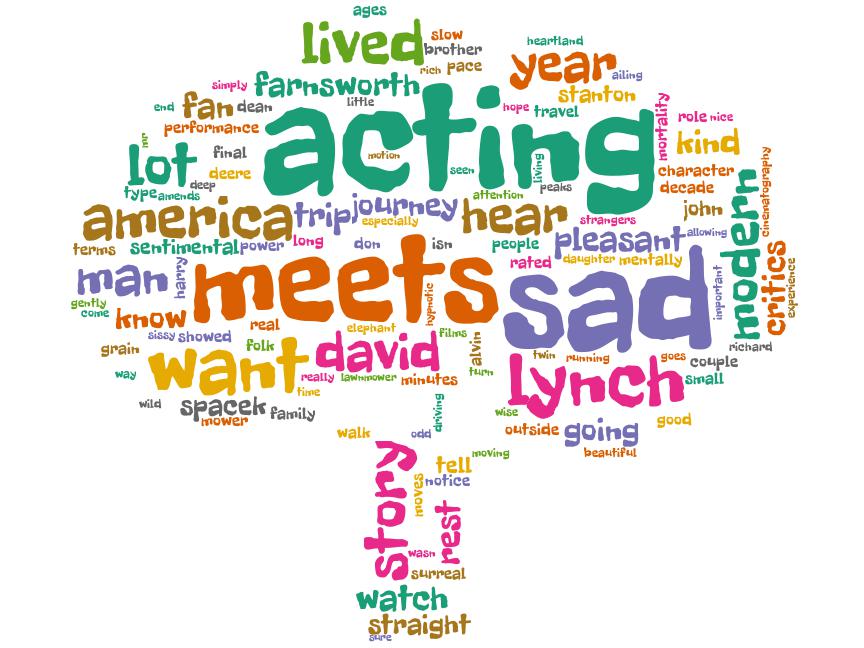 ages
lived
slow
brother
rich pace
heartland
year
ailing
simply
farnsworth
stanton
end
fan dean
little
hope travel
performance
acting
mortality
role nice
mr
kind
lot
final
motion
seen
living
character
deere
deep
type amends
peaks
decade
cinematography
attention
america
trip journey
especially
hear
strangers
john
modern
terms
sentimental power
long
don
isn
people
pleasant
allowing
man
harry
meets
rated
daughter mentally
sad
important
critics
experience
gently
come
know
real
hypnotic
sissy showed
elephant
films
grain
want
folk
david
alvin
twin
running
goes
richard
couple
way
really
lawnmower
minutes
turn
lynch
small
time
wild
spacek family
mower
driving
wise
walk
odd
outside
going
good
beautiful
story
tell
moving
moves
notice
rest
wasn
surreal
watch
straight
sure